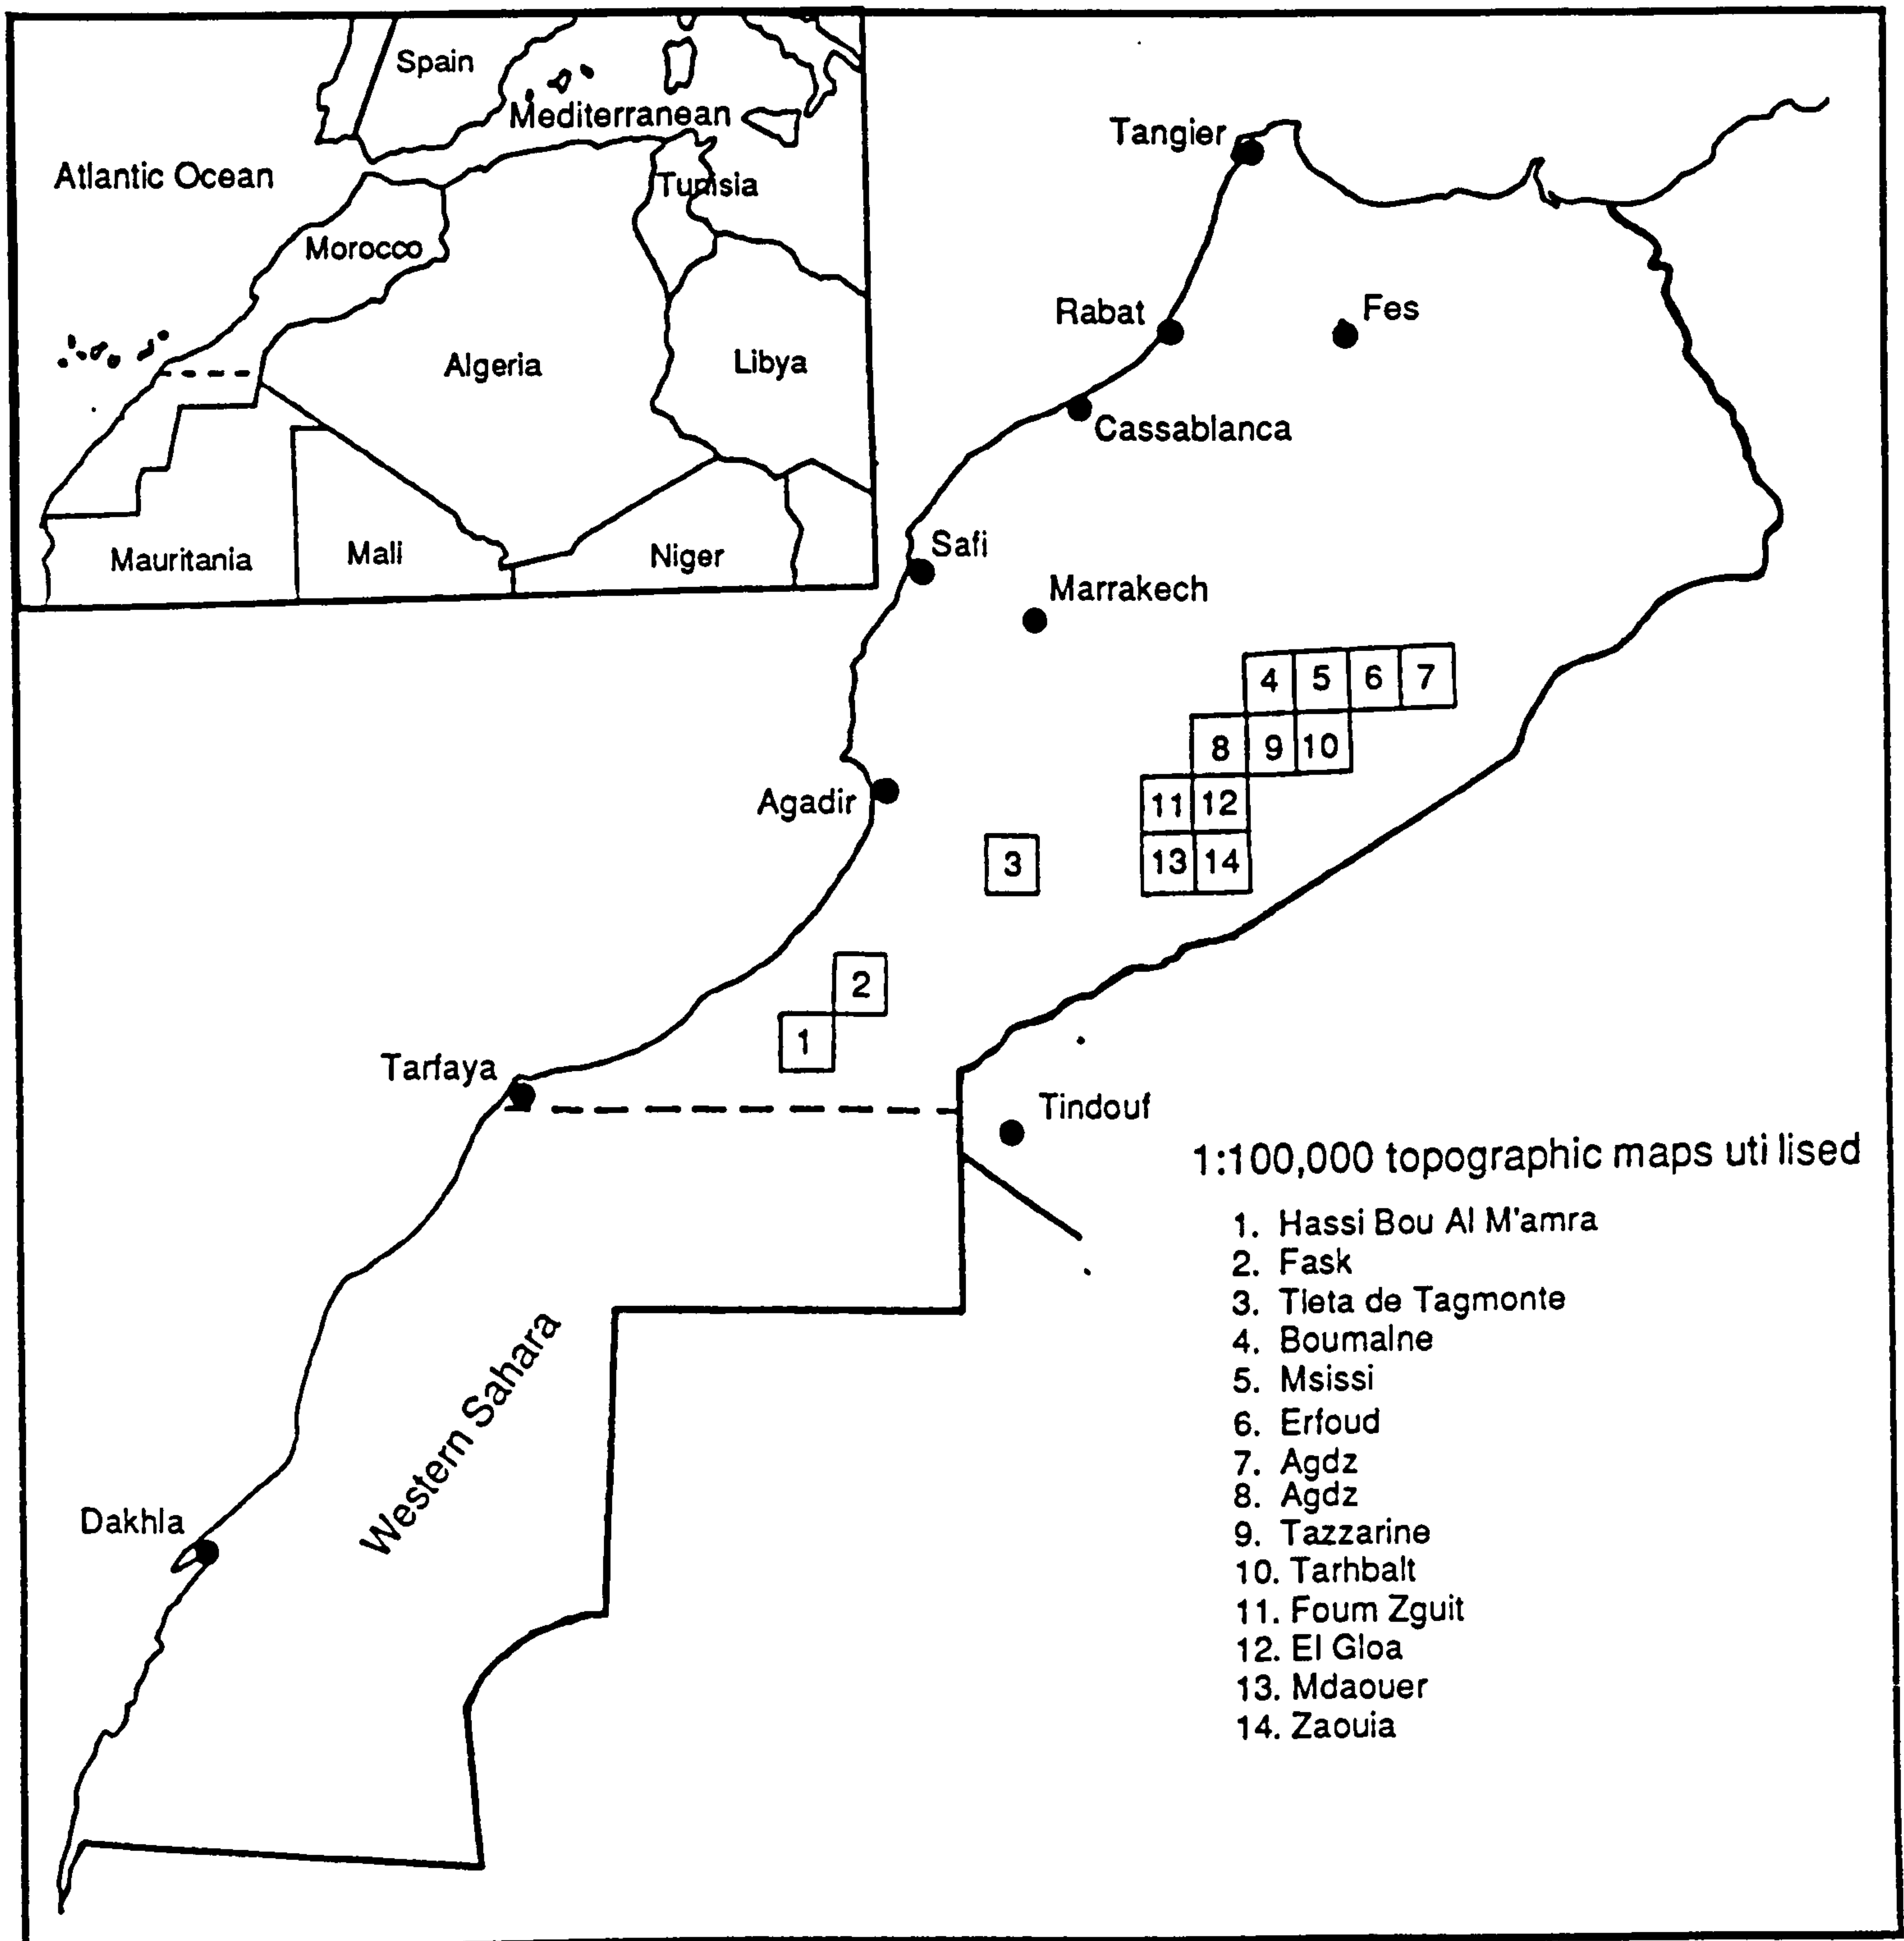 Spain
Mediterranean
Atlantic Ocean
Tunisia
Morocco
Algeria
Libya
Mauritania
Mali
Niger
Tangier
Rabat
Fes
Cassablanca
Safi
Marrakech
4 5 6 7
8 9 10
Agadir
11 12
3
13 14
2
1
Tarfaya
Tindouf
Western Sahara
Dakhla
1:100,000 topographic maps uti lised
1. Hassi Bou Al M'amra
2. Fask
3. Tleta de Tagmonte
4. Boumalne
5. Msissi
6. Erfoud
7. Agdz
8. Agdz
9. Tazzarine
10. Tarhbalt
11. Foum Zguit
12. El Gloa
13. Mdaouer
14. Zaouia